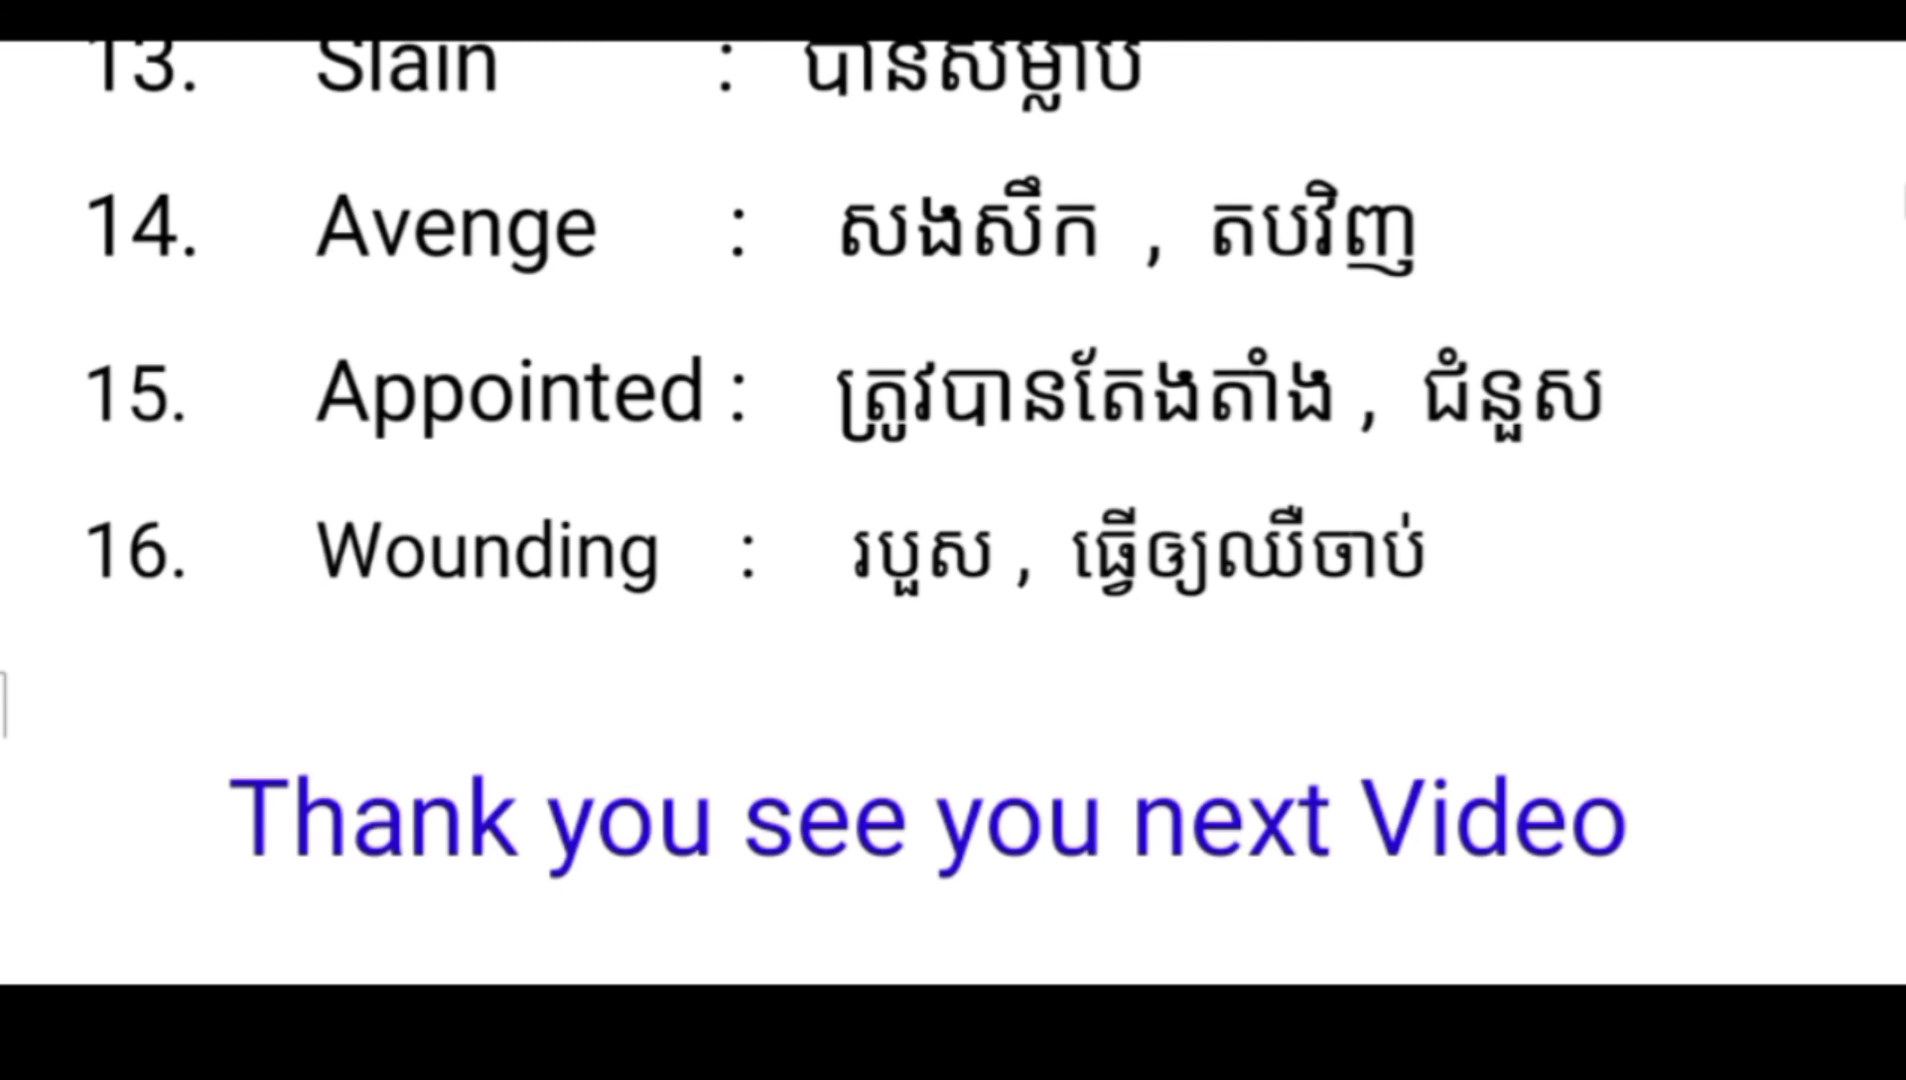 13. Slain : បានសម្លាប់
14. Avenge : សងសឹក , តបវិញ
15. Appointed : ត្រូវបានតែងតាំង , ជំនួស
16. Wounding : របួស , ធ្វើឲ្យឈឺចាប់
Thank you see you next Video